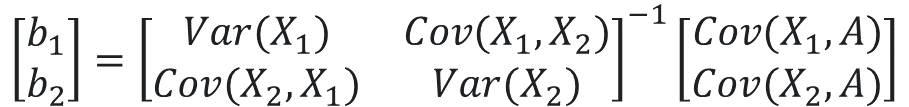 [b₁ b₂] = [Var(X₁) Cov(X₁, X₂) Cov(X₂, X₁) Var(X₂)]⁻¹ [Cov(X₁, A) Cov(X₂, A)]